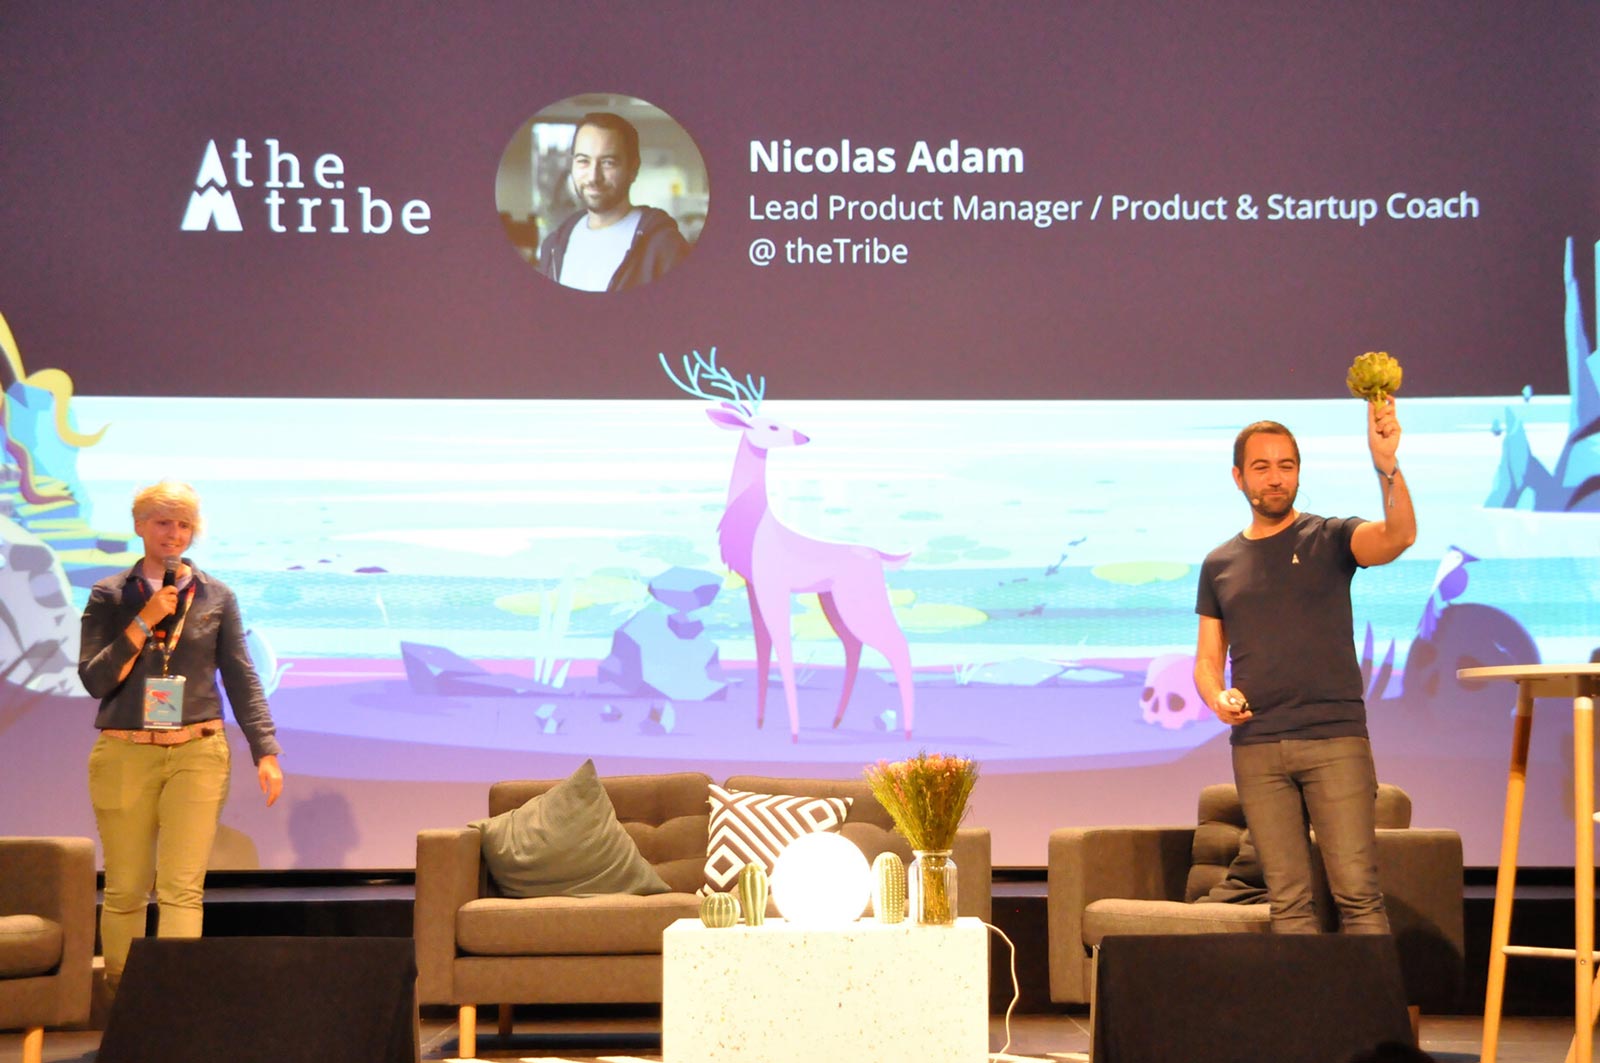 the
tribe
Nicolas Adam
Lead Product Manager / Product & Startup Coach
@ theTribe